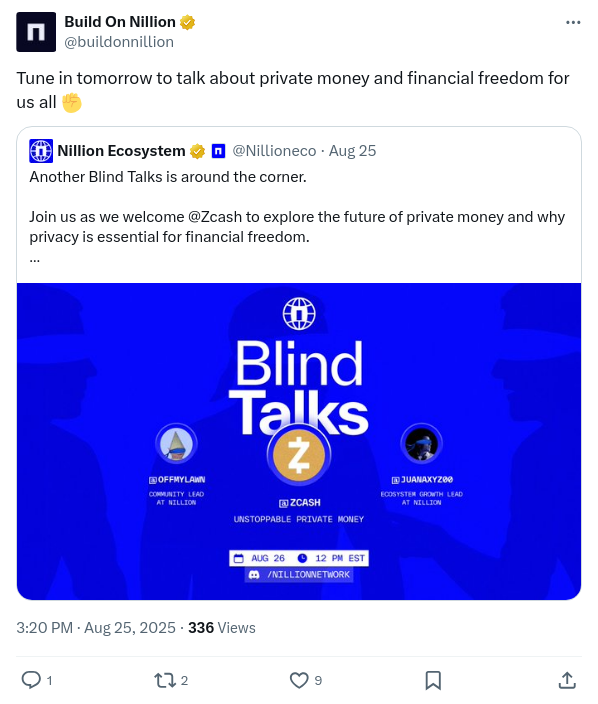 Build On Nillion
@buildonnillion
Tune in tomorrow to talk about private money and financial freedom for
us all ✊
Nillion Ecosystem @Nillioneco · Aug 25
Another Blind Talks is around the corner.
Join us as we welcome @Zcash to explore the future of private money and why
privacy is essential for financial freedom.
...
Blind
Talks
@OFFMYLAWN
COMMUNITY LEAD
AT NILLION
@ZCASH
UNSTOPPABLE PRIVATE MONEY
@JUANAXYZ00
ECOSYSTEM GROWTH LEAD
AT NILLION
AUG 26 12 PM EST
/NILLIONNETWORK
3:20 PM · Aug 25, 2025 · 336 Views
1 2 9